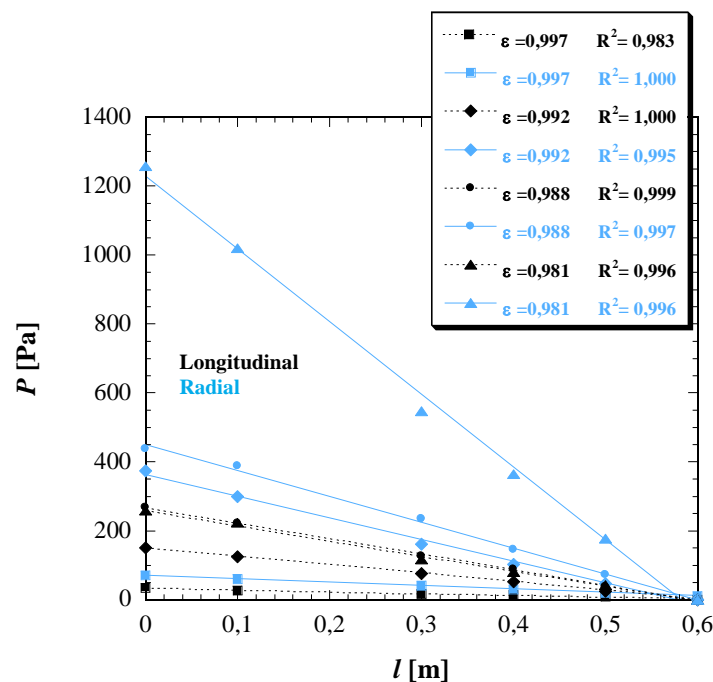 ε =0,997 R²= 0,983
ε =0,997 R²= 1,000
ε =0,992 R²= 1,000
ε =0,992 R²= 0,995
ε =0,988 R²= 0,999
ε =0,988 R²= 0,997
ε =0,981 R²= 0,996
ε =0,981 R²= 0,996
1400
1200
1000
800
600
400
200
0
P [Pa]
Longitudinal
Radial
0 0,1 0,2 0,3 0,4 0,5 0,6
l [m]